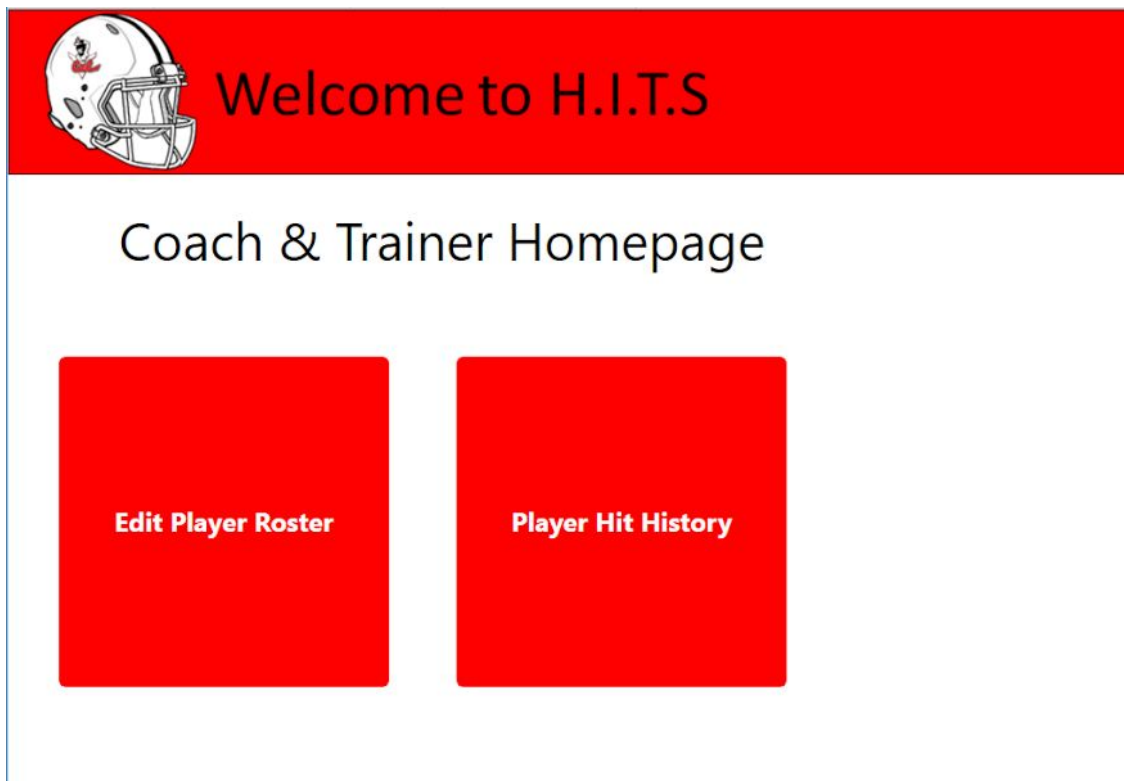 Welcome to H.I.T.S
Coach & Trainer Homepage
Edit Player Roster
Player Hit History